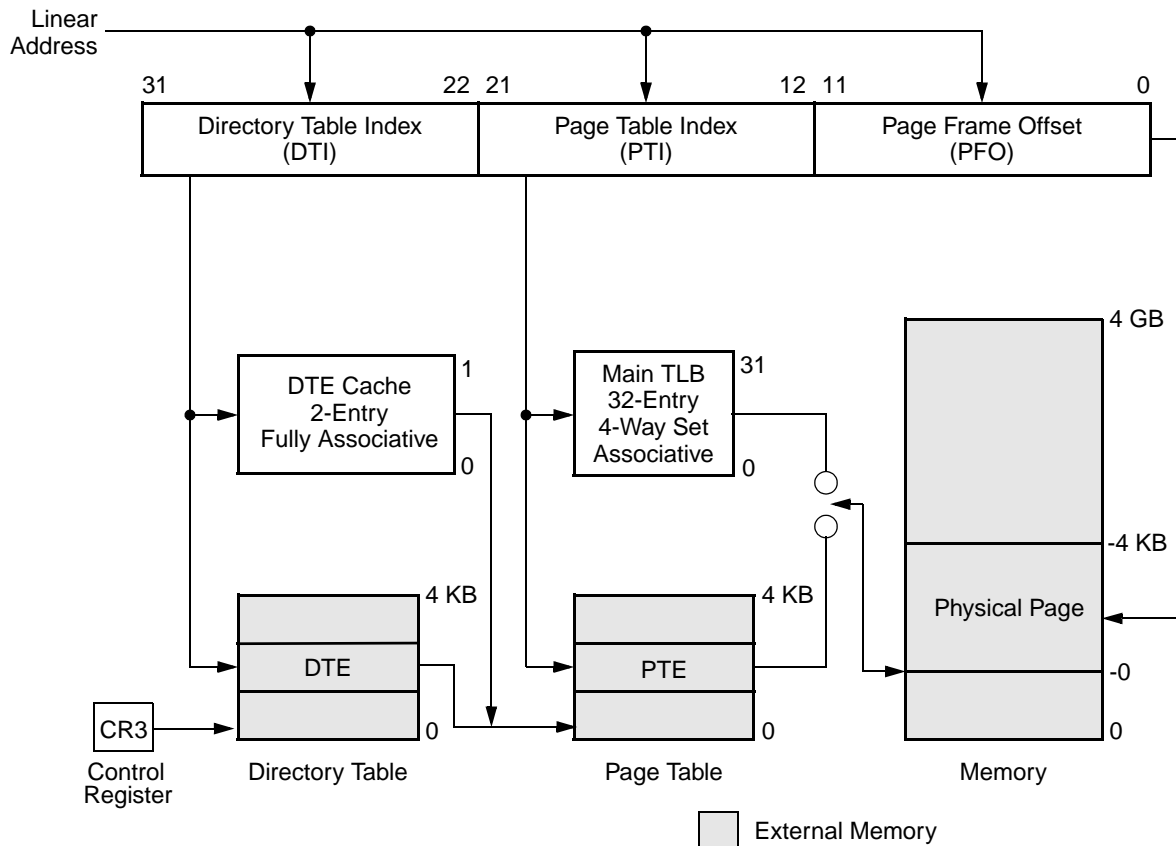 Linear
Address
31
22
21
12
11
0
Directory Table Index
(DTI)
Page Table Index
(PTI)
Page Frame Offset
(PFO)
4 GB
DTE Cache
2-Entry
Fully Associative
1
0
Main TLB
32-Entry
4-Way Set
Associative
31
0
-4 KB
Physical Page
-0
0
4 KB
DTE
0
4 KB
PTE
0
CR3
Control
Register
Directory Table
Page Table
Memory
External Memory